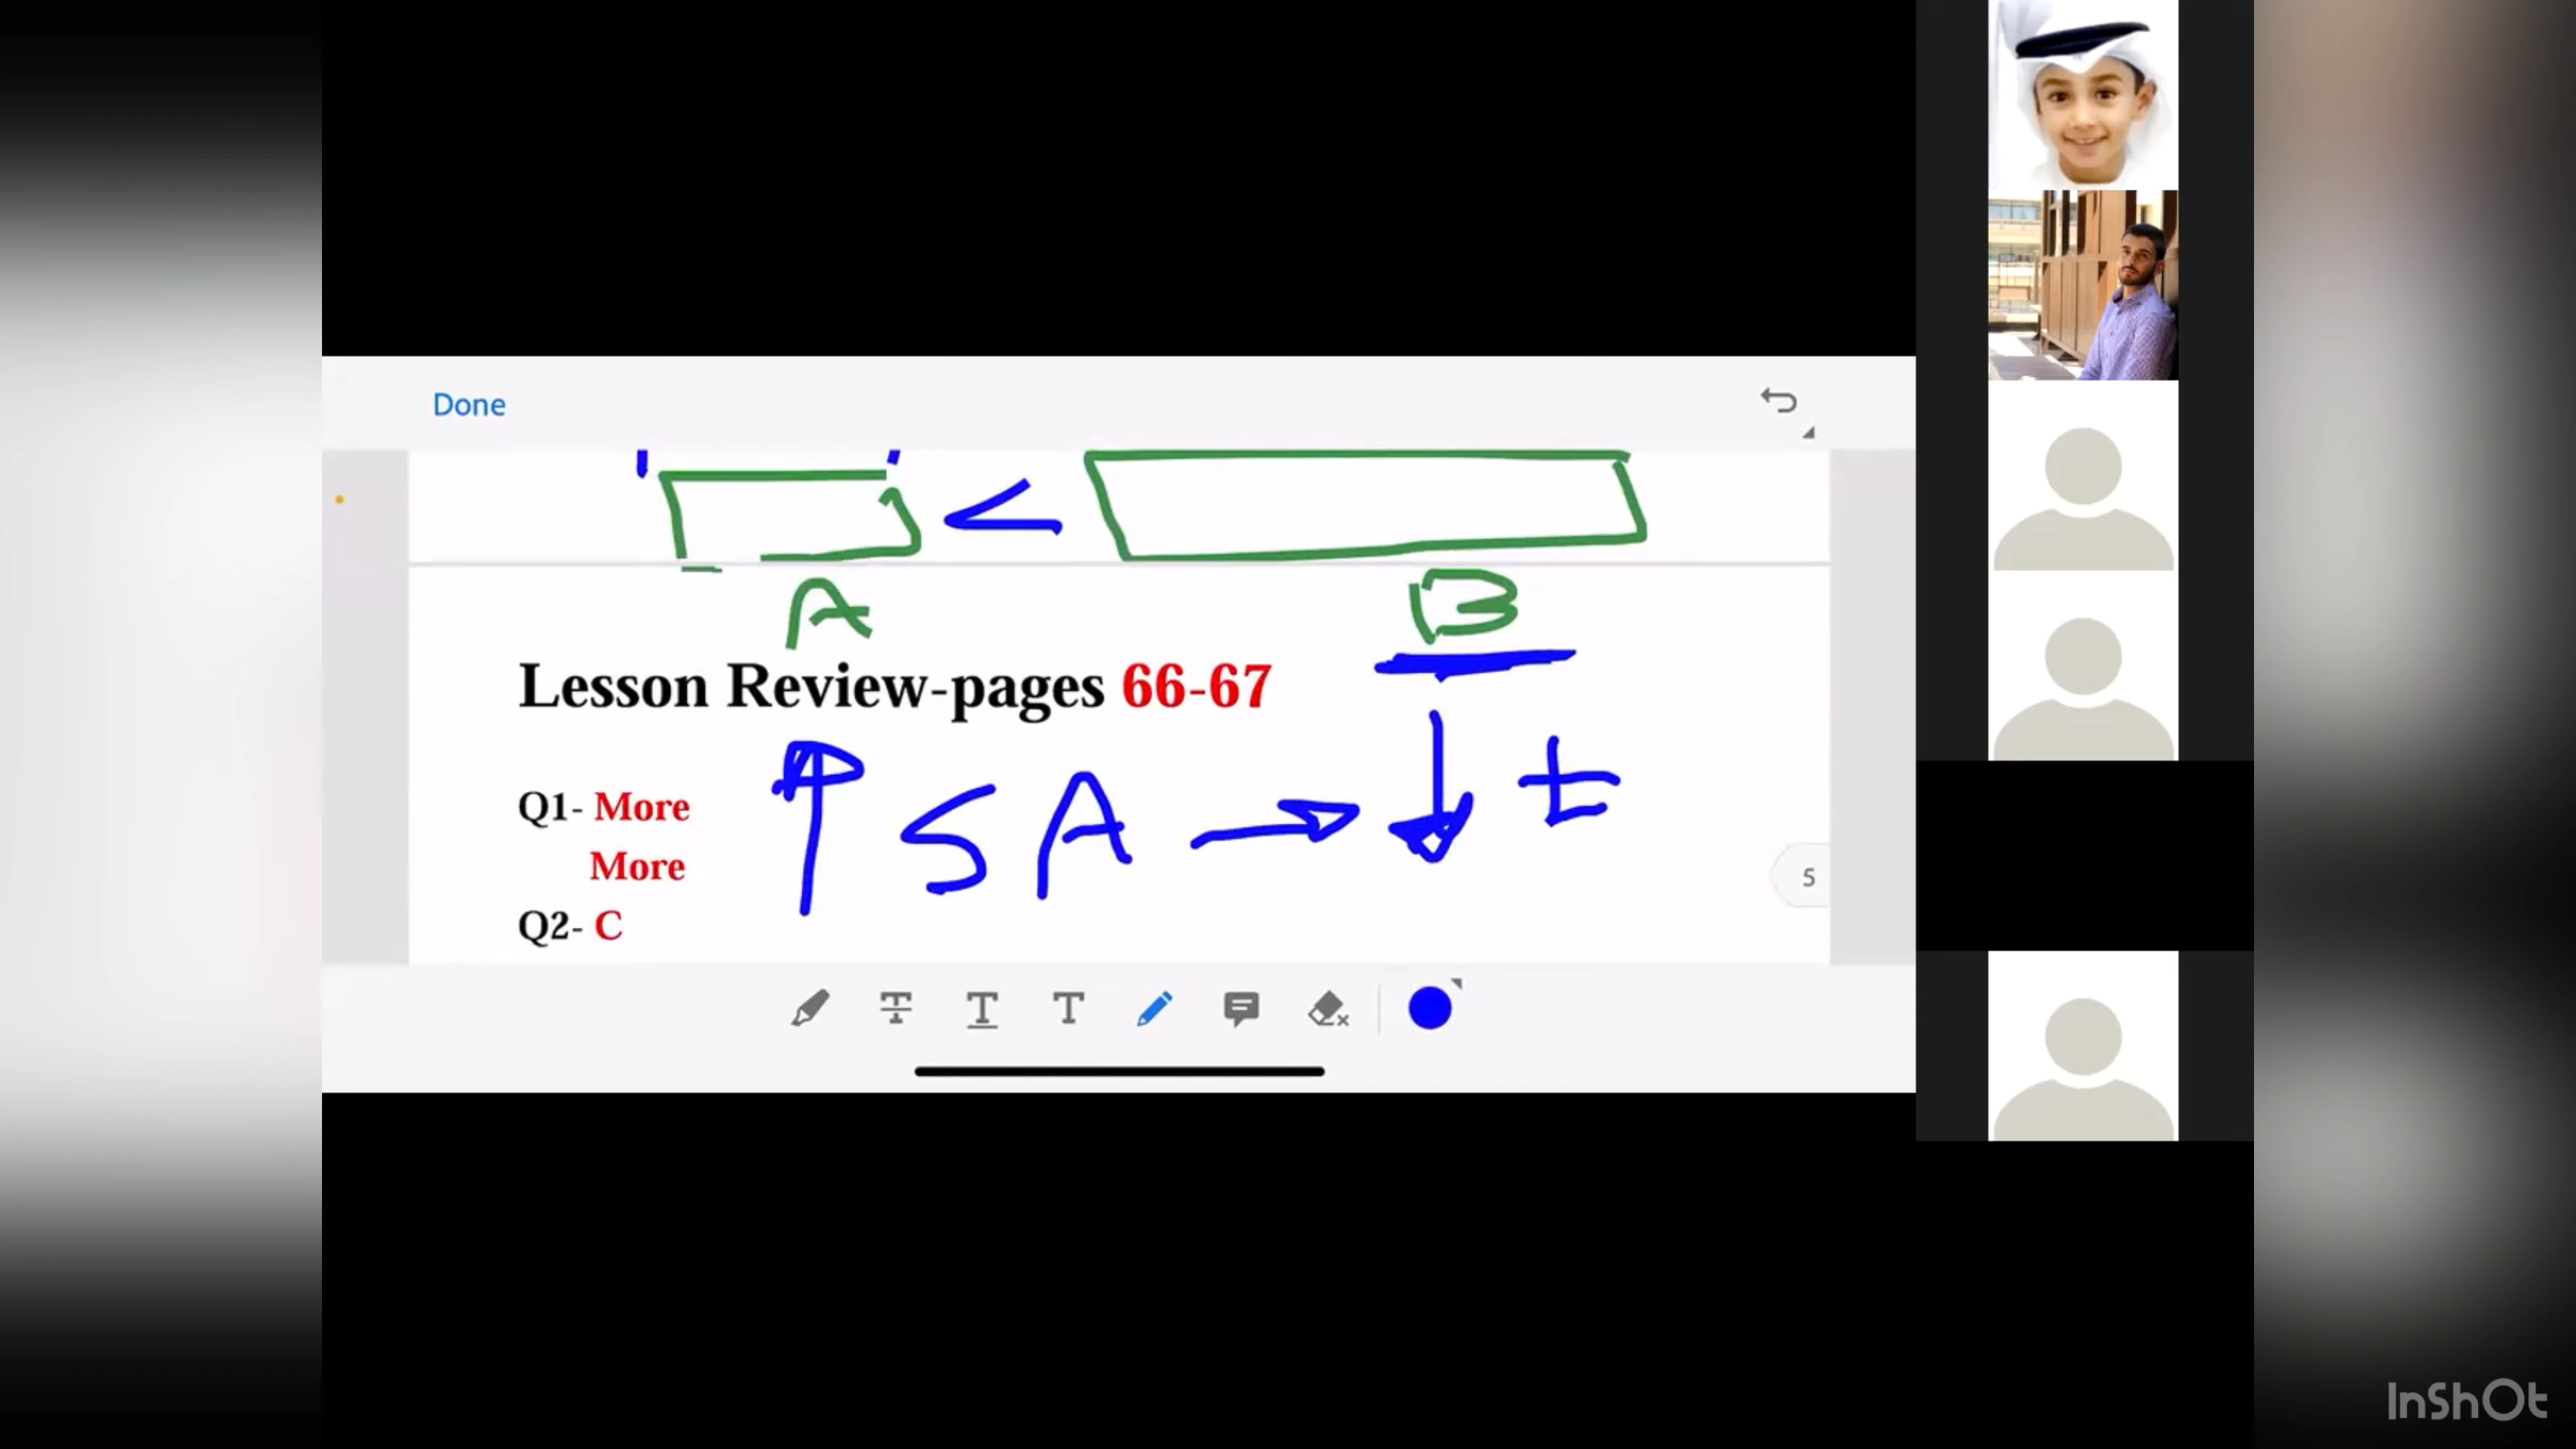 Done
<
A
B
Lesson Review-pages 66-67
↑ SA → ↓ t
Q1- More
More
5
Q2- C
T T T
InShOt